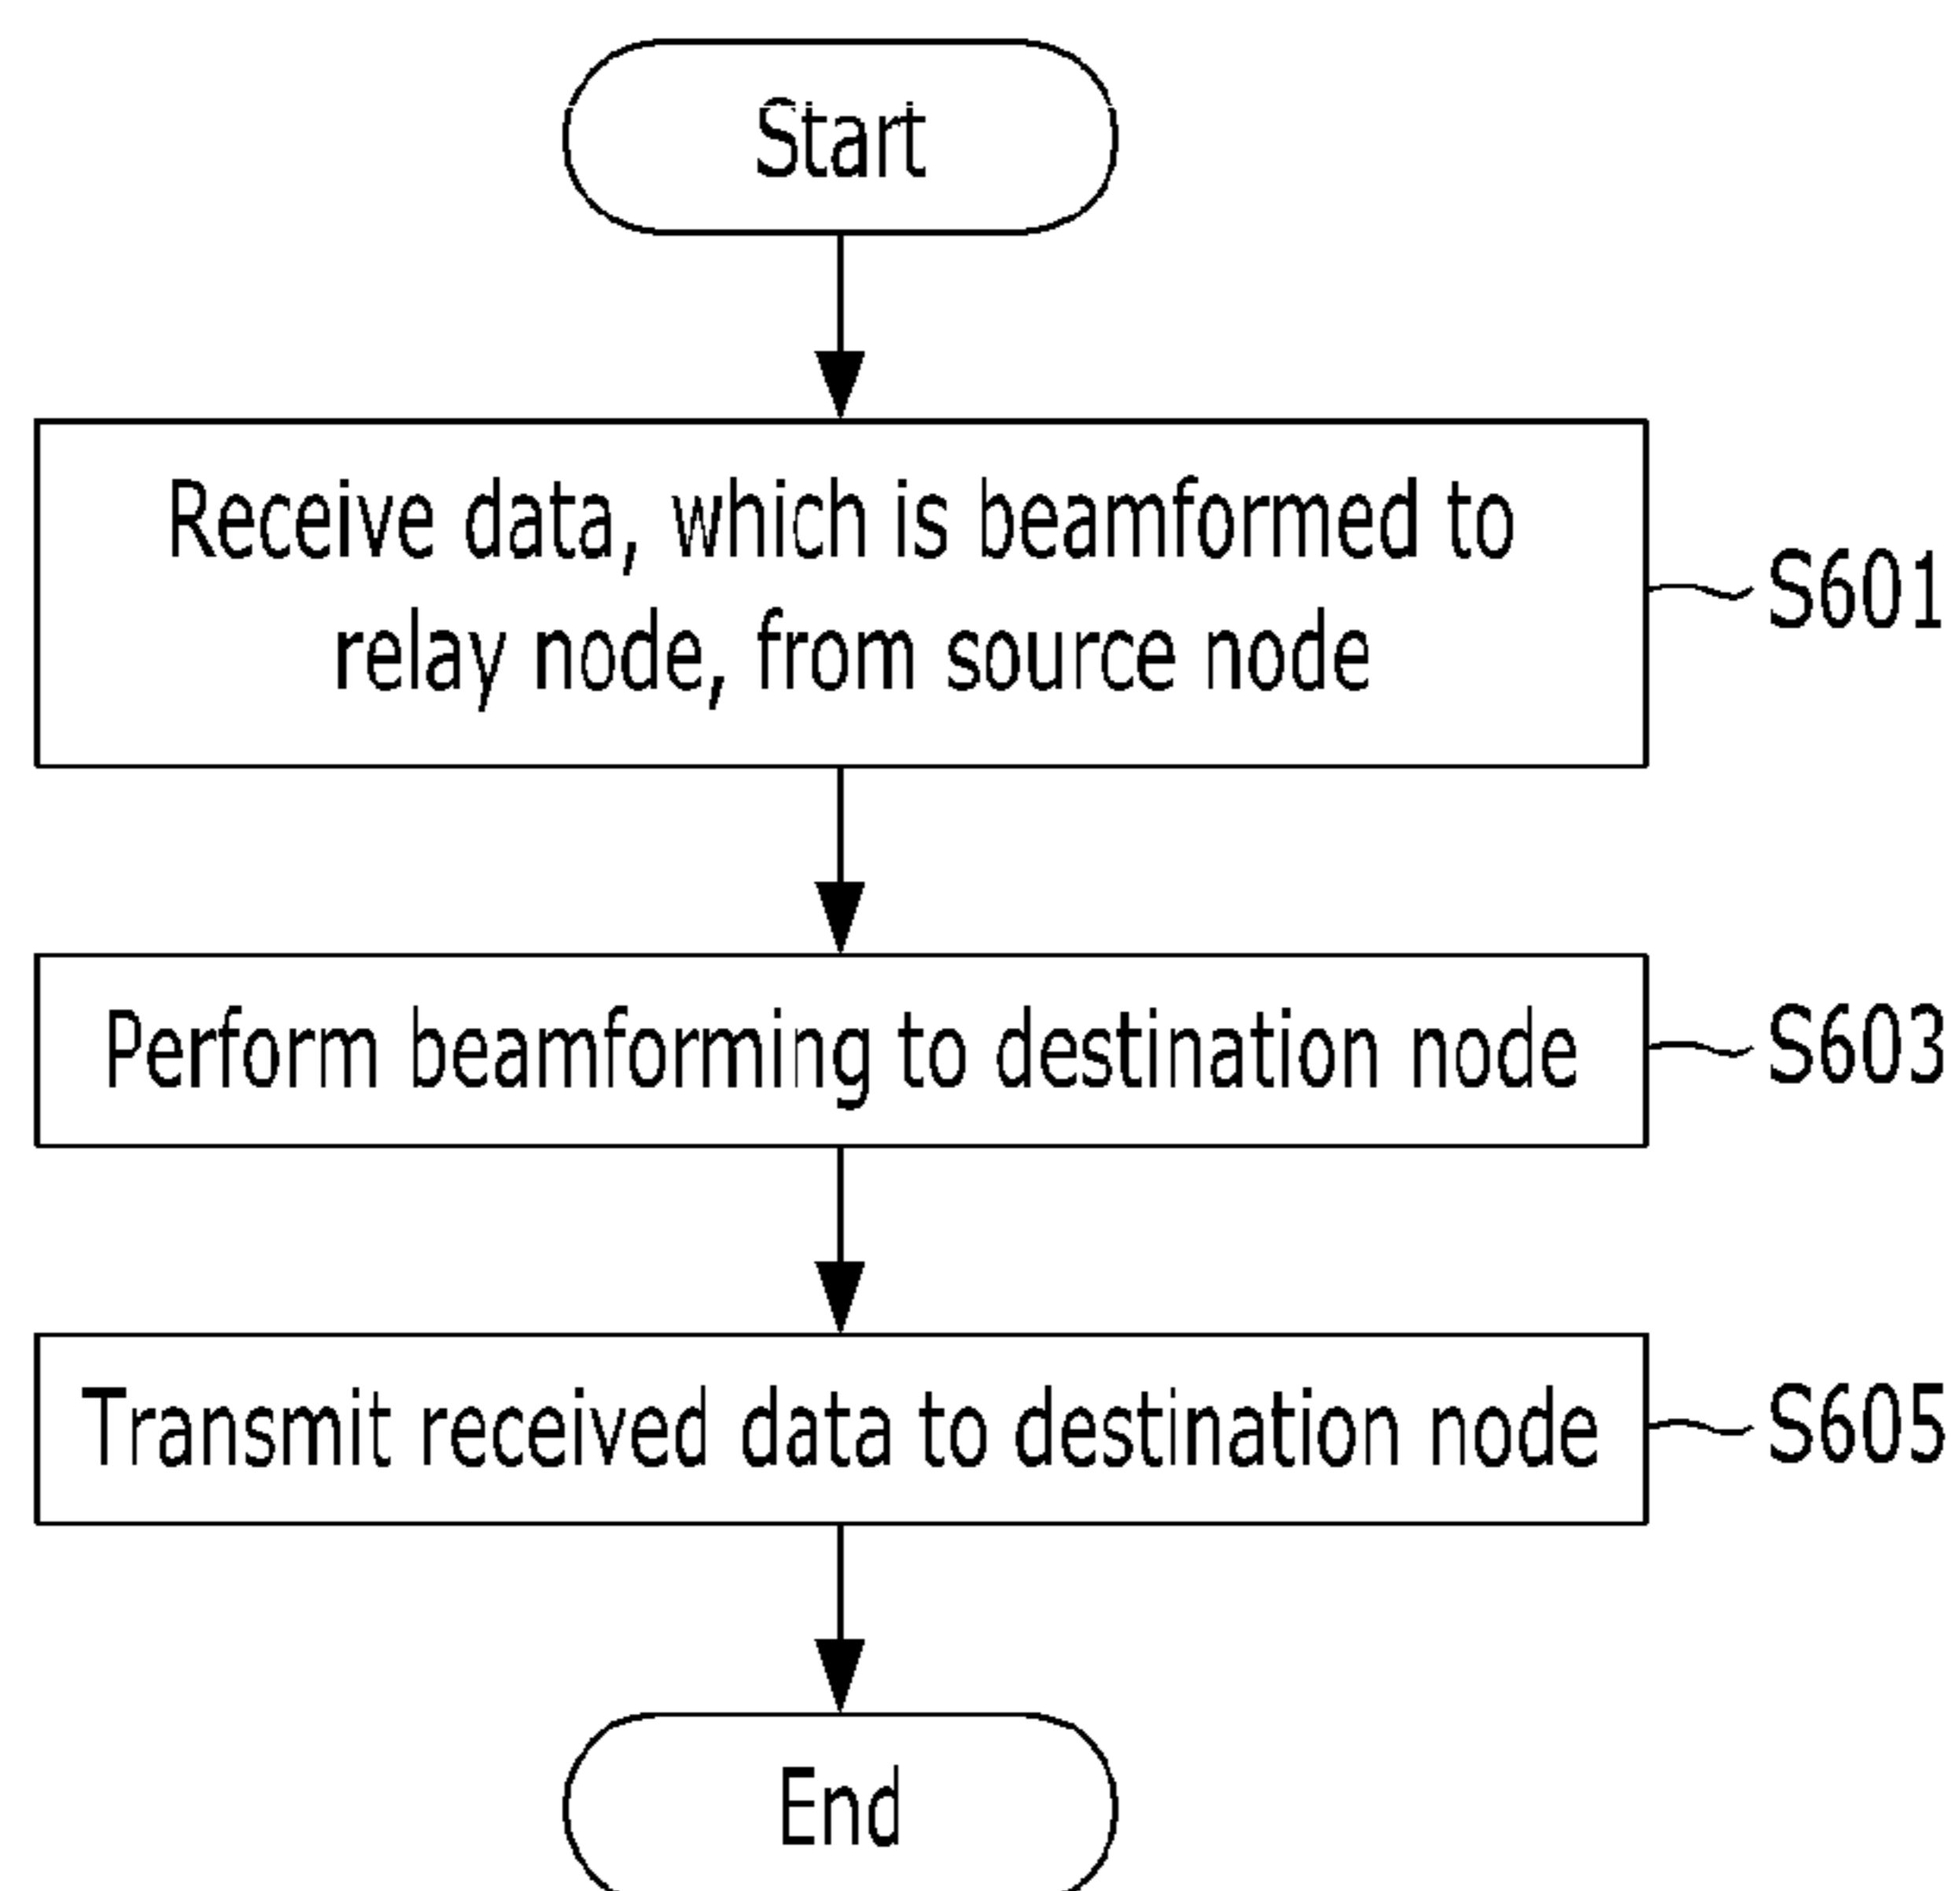 Start
Receive data, which is beamformed to
relay node, from source node
S601
Perform beamforming to destination node
S603
Transmit received data to destination node
S605
End